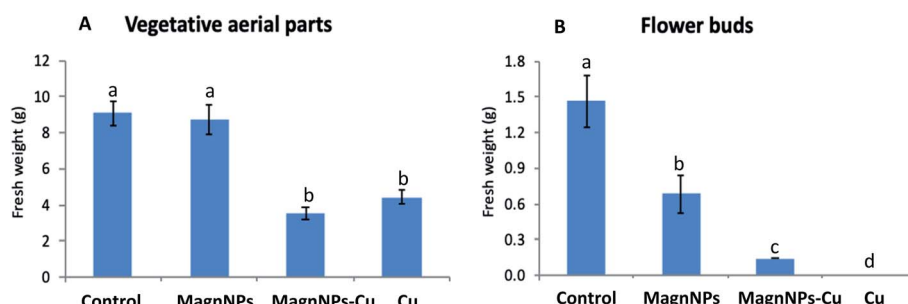 A Vegetative aerial parts
Fresh weight (g)
12
10
8
6
4
2
0
a
a
b
b
Control MagnNPs MagnNPs-Cu Cu
B Flower buds
Fresh weight (g)
1.8
1.5
1.2
0.9
0.6
0.3
0.0
a
b
c
d
Control MagnNPs MagnNPs-Cu Cu